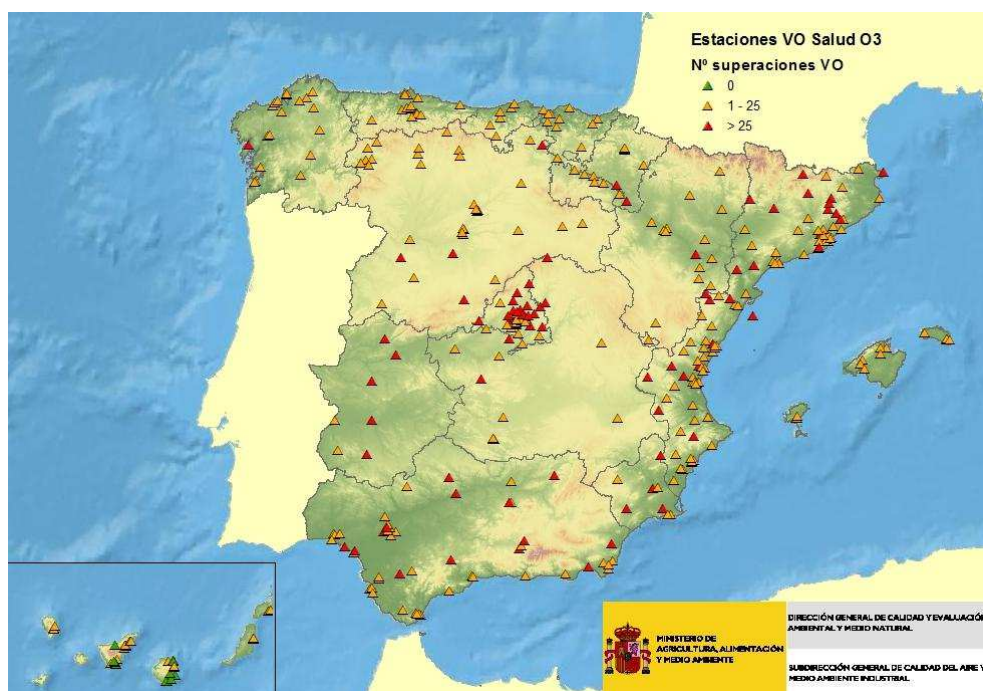 Estaciones VO Salud O3
Nº superaciones VO
0
1 - 25
> 25
MINISTERIO DE
AGRICULTURA, ALIMENTACIÓN
Y MEDIO AMBIENTE
DIRECCIÓN GENERAL DE CALIDAD Y EVALUACIÓN
AMBIENTAL Y MEDIO NATURAL
SUBDIRECCIÓN GENERAL DE CALIDAD DEL AIRE Y
MEDIO AMBIENTE INDUSTRIAL